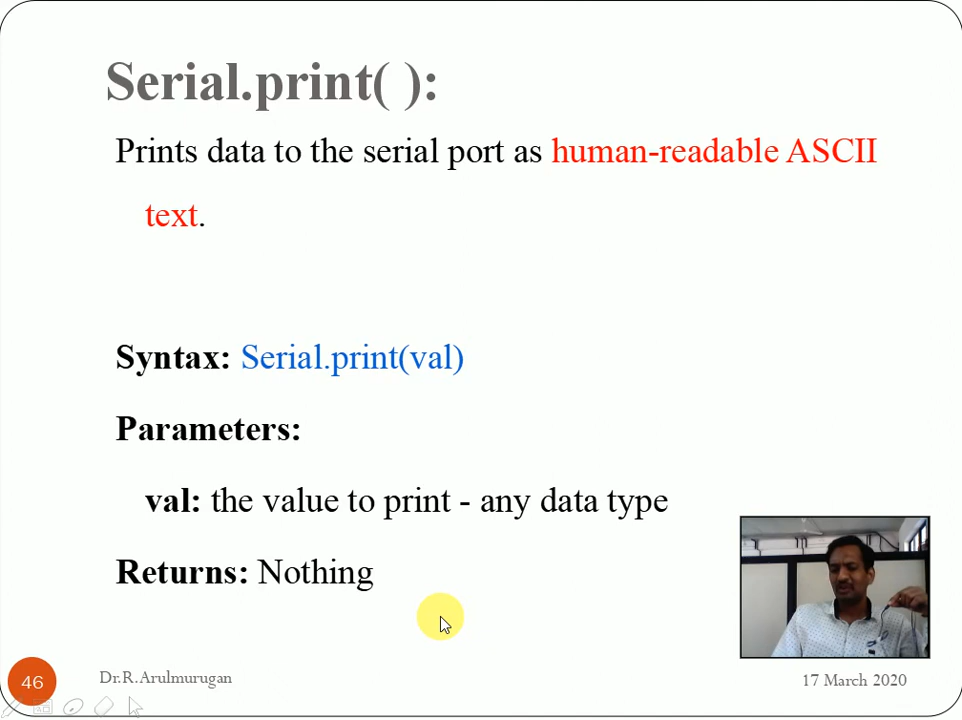 Serial.print( ):
Prints data to the serial port as human-readable ASCII
text.
Syntax: Serial.print(val)
Parameters:
val: the value to print - any data type
Returns: Nothing
46
Dr.R.Arulmurugan
17 March 2020